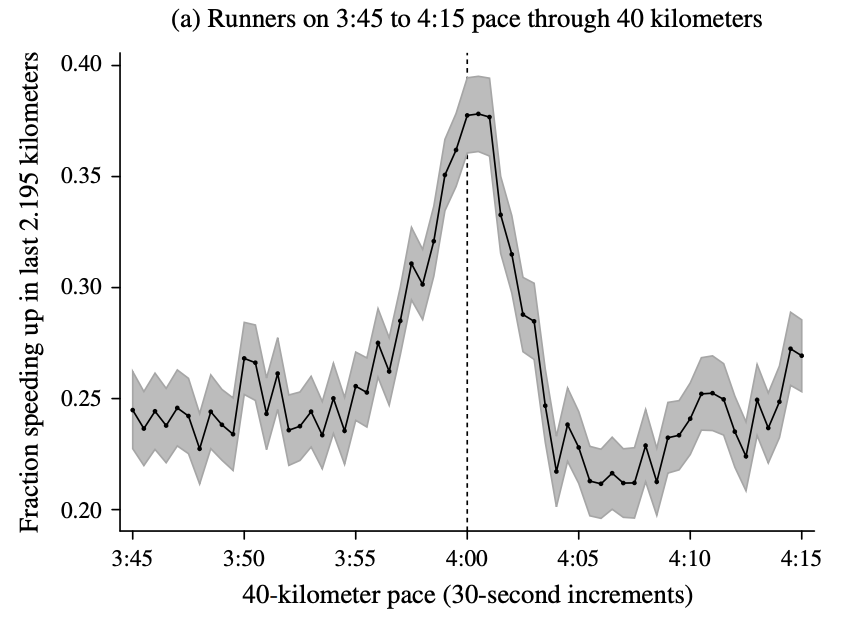 (a) Runners on 3:45 to 4:15 pace through 40 kilometers
Fraction speeding up in last 2.195 kilometers
0.40
0.35
0.30
0.25
0.20
3:45 3:50 3:55 4:00 4:05 4:10 4:15
40-kilometer pace (30-second increments)